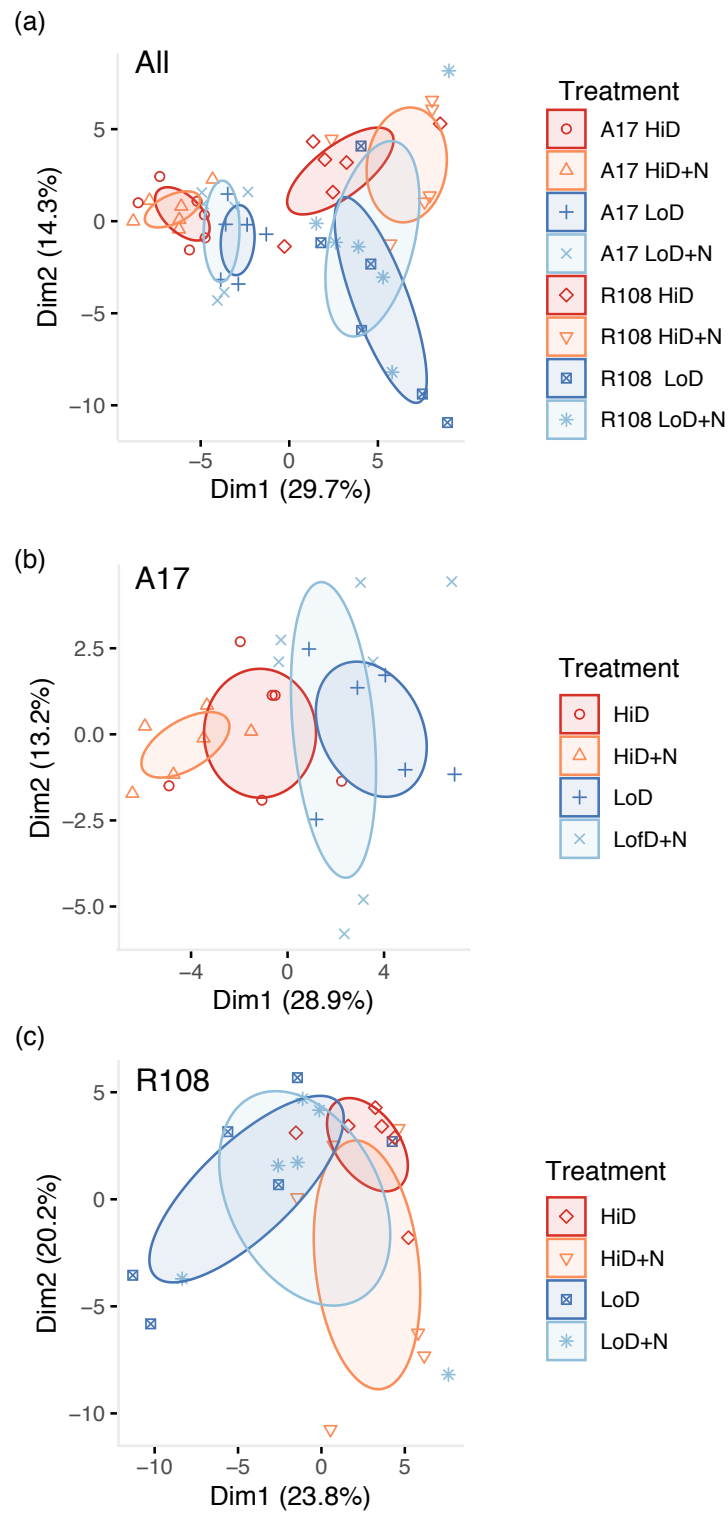 (a)
All
5
0
−5
−10
Dim2 (14.3%)
−5
0
5
Dim1 (29.7%)
Treatment
A17 HiD
A17 HiD+N
A17 LoD
A17 LoD+N
R108 HiD
R108 HiD+N
R108  LoD
R108 LoD+N
(b)
A17
2.5
0.0
−2.5
−5.0
Dim2 (13.2%)
−4
0
4
Dim1 (28.9%)
Treatment
HiD
HiD+N
LoD
LofD+N
(c)
R108
5
0
−5
−10
Dim2 (20.2%)
−10
−5
0
5
Dim1 (23.8%)
Treatment
HiD
HiD+N
LoD
LoD+N